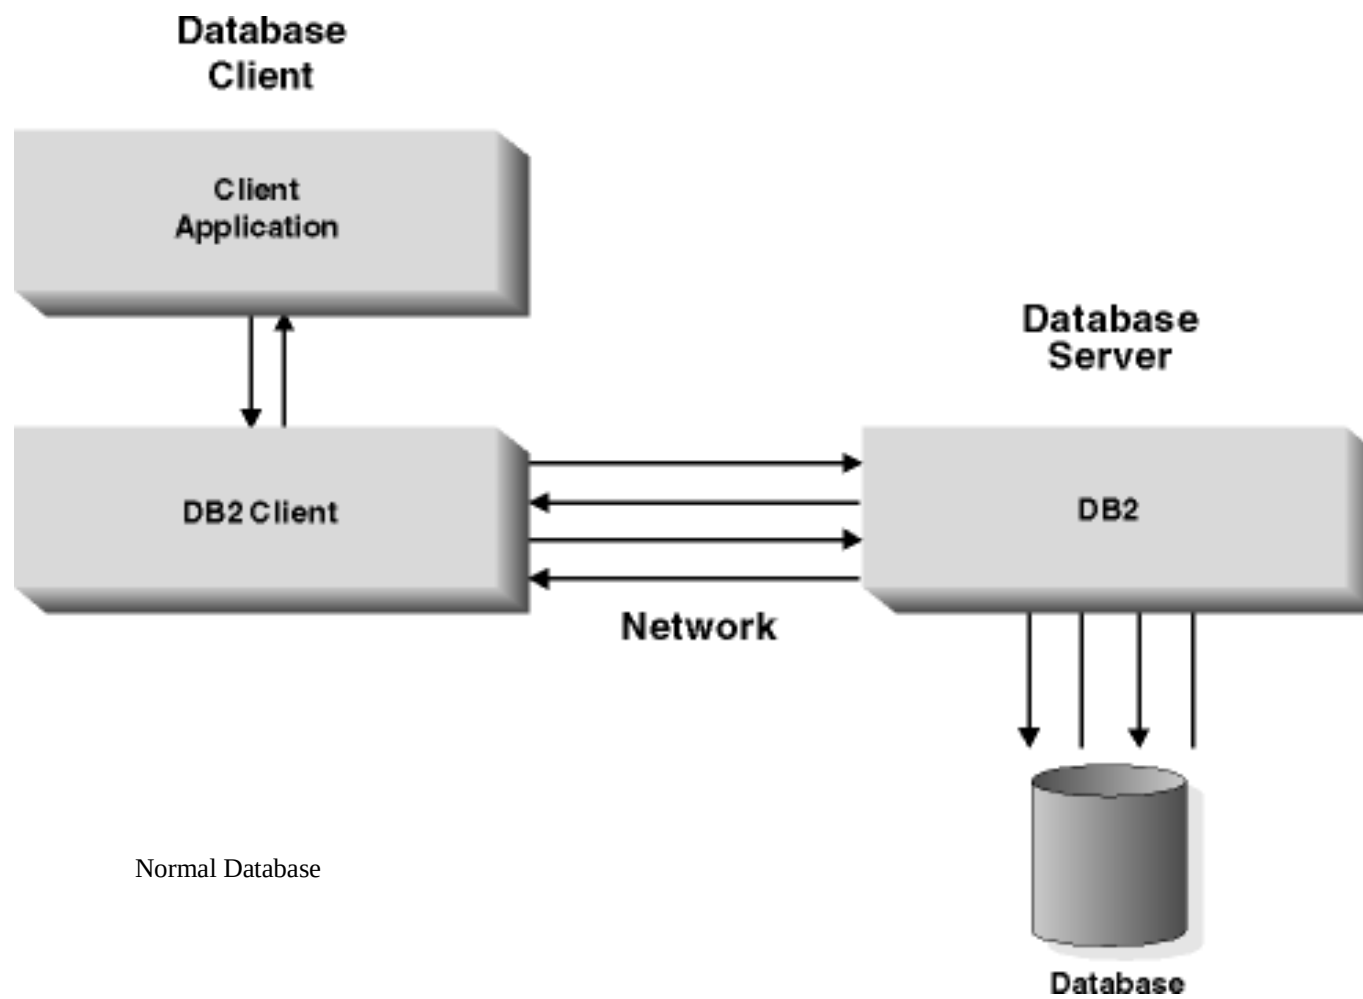 Database
Client
Client
Application
Database
Server
DB2 Client
DB2
Network
Normal Database
Database